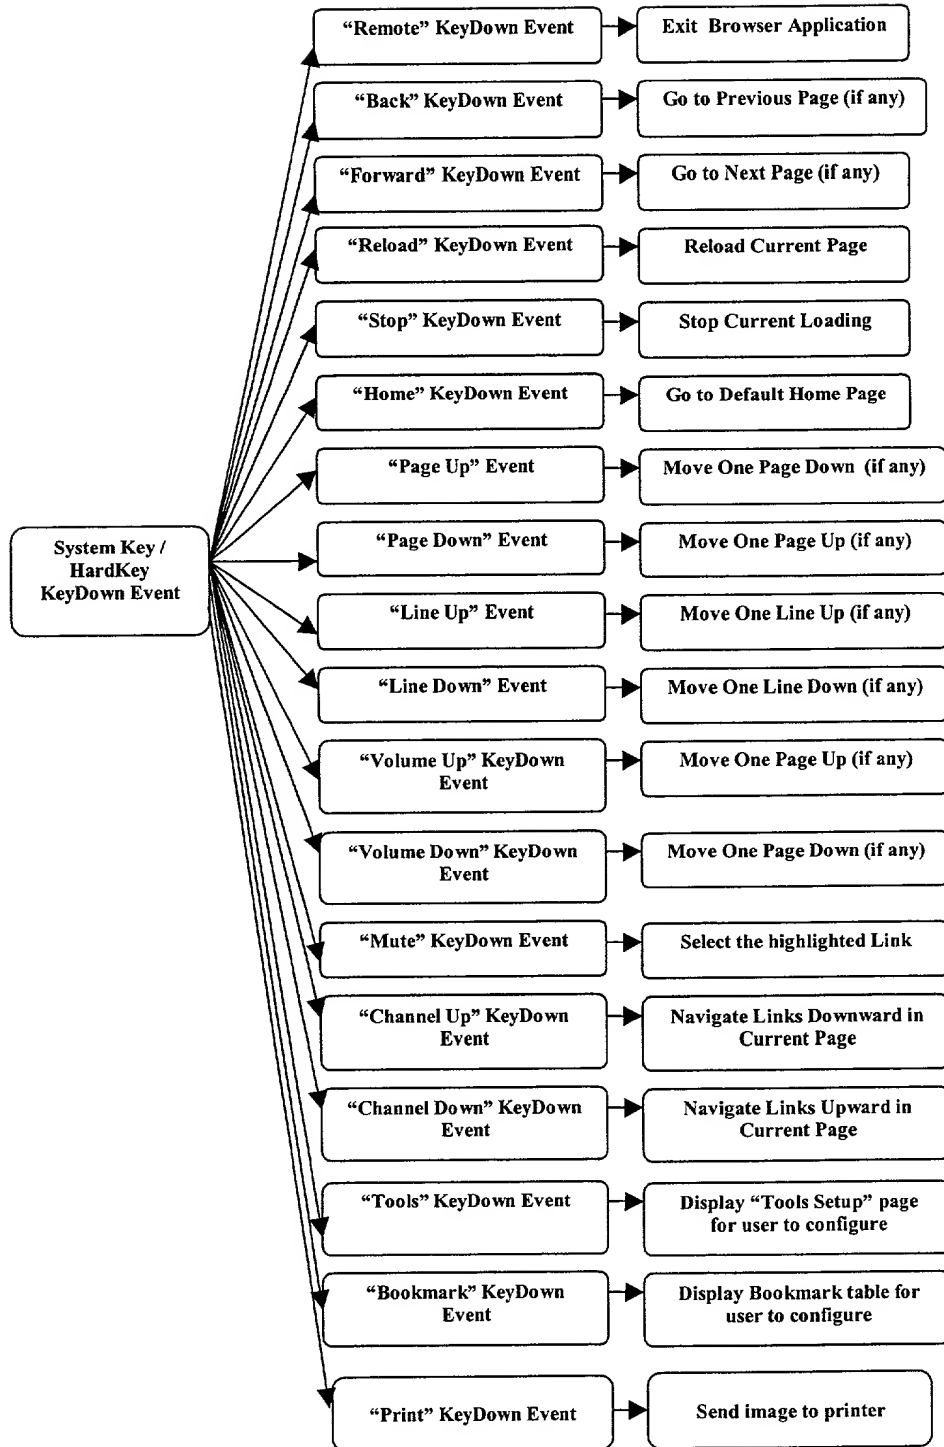 “Remote” KeyDown Event
Exit Browser Application
“Back” KeyDown Event
Go to Previous Page (if any)
“Forward” KeyDown Event
Go to Next Page (if any)
“Reload” KeyDown Event
Reload Current Page
“Stop” KeyDown Event
Stop Current Loading
“Home” KeyDown Event
Go to Default Home Page
“Page Up” Event
Move One Page Down (if any)
System Key /
HardKey
KeyDown Event
“Page Down” Event
Move One Page Up (if any)
“Line Up” Event
Move One Line Up (if any)
“Line Down” Event
Move One Line Down (if any)
“Volume Up” KeyDown
Event
Move One Page Up (if any)
“Volume Down” KeyDown
Event
Move One Page Down (if any)
“Mute” KeyDown Event
Select the highlighted Link
“Channel Up” KeyDown
Event
Navigate Links Downward in
Current Page
“Channel Down” KeyDown
Event
Navigate Links Upward in
Current Page
“Tools” KeyDown Event
Display “Tools Setup” page
for user to configure
“Bookmark” KeyDown
Event
Display Bookmark table for
user to configure
“Print” KeyDown Event
Send image to printer